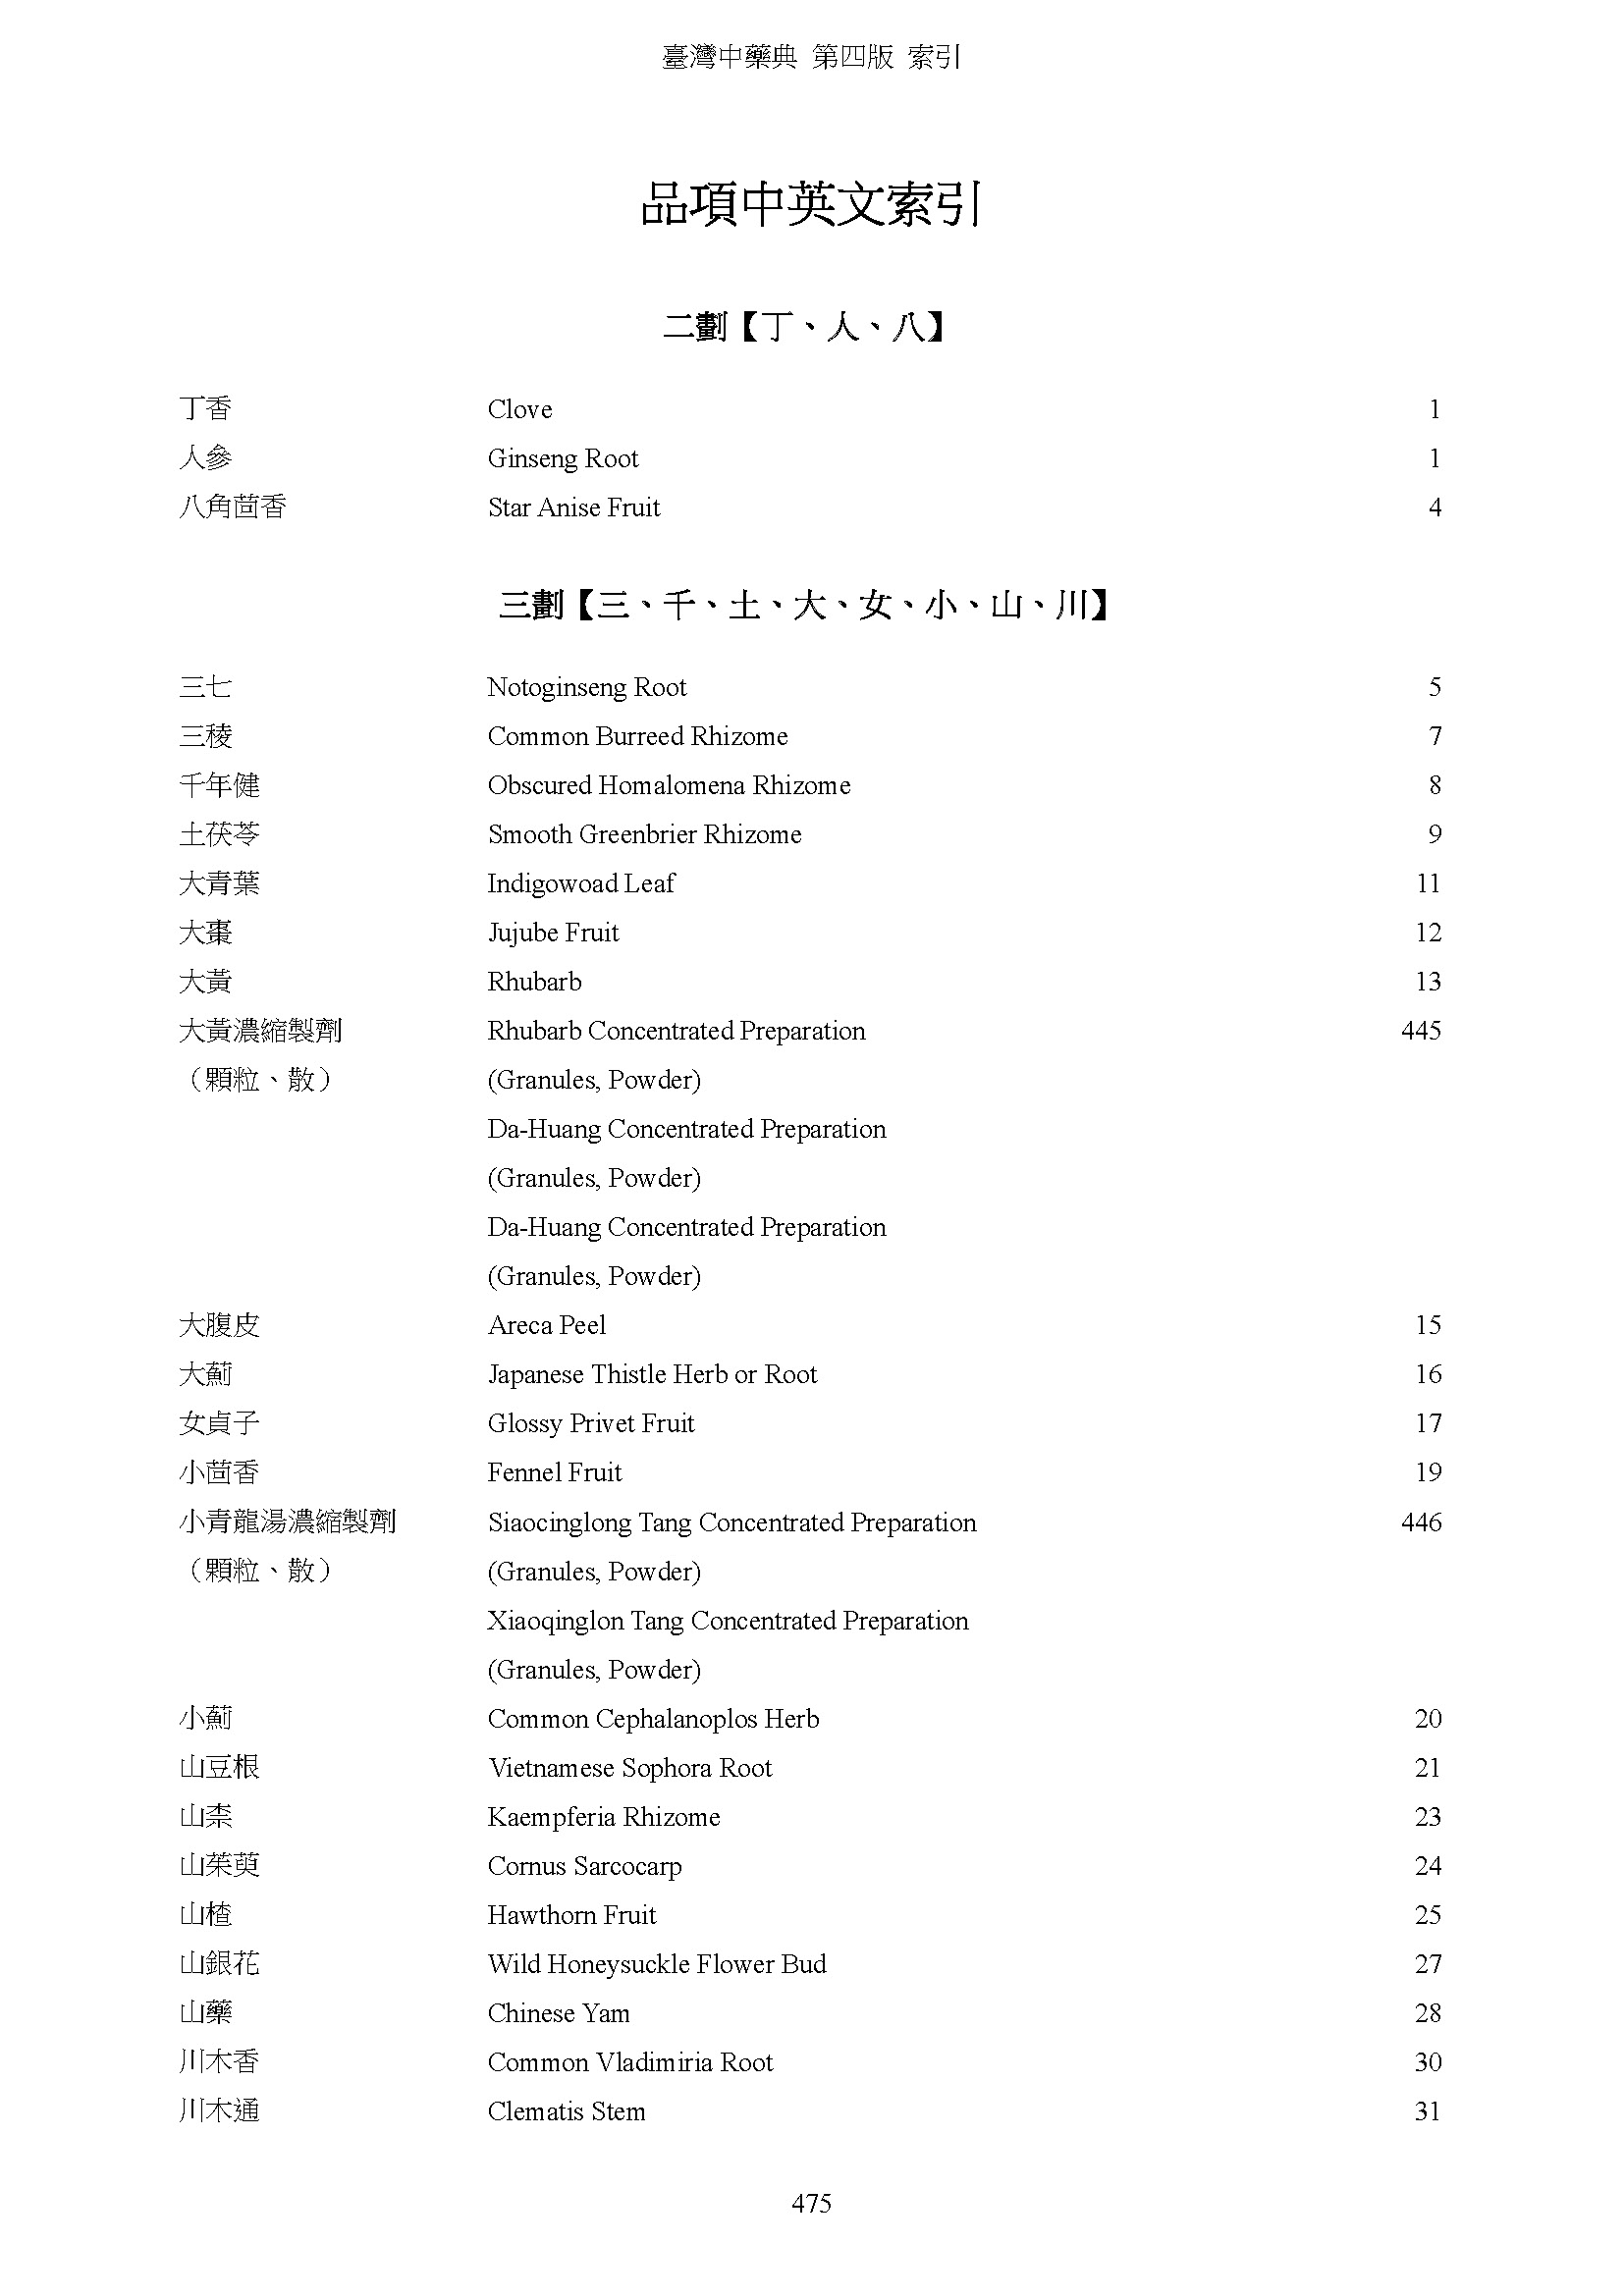 臺灣中藥典 第四版 索引
品項中英文索引
二劃【丁、人、八】
丁香 Clove 1
人參 Ginseng Root 1
八角茴香 Star Anise Fruit 4
三劃【三、千、土、大、女、小、山、川】
三七 Notoginseng Root 5
三稜 Common Burreed Rhizome 7
千年健 Obscured Homalomena Rhizome 8
土茯苓 Smooth Greenbrier Rhizome 9
大青葉 Indigowoad Leaf 11
大棗 Jujube Fruit 12
大黃 Rhubarb 13
大黃濃縮製劑 Rhubarb Concentrated Preparation 445
（顆粒、散） (Granules, Powder)
Da-Huang Concentrated Preparation
(Granules, Powder)
Da-Huang Concentrated Preparation
(Granules, Powder)
大腹皮 Areca Peel 15
大薊 Japanese Thistle Herb or Root 16
女貞子 Glossy Privet Fruit 17
小茴香 Fennel Fruit 19
小青龍湯濃縮製劑 Siaocinglong Tang Concentrated Preparation 446
（顆粒、散） (Granules, Powder)
Xiaoqinglon Tang Concentrated Preparation
(Granules, Powder)
小薊 Common Cephalanoplos Herb 20
山豆根 Vietnamese Sophora Root 21
山柰 Kaempferia Rhizome 23
山茱萸 Cornus Sarcocarp 24
山楂 Hawthorn Fruit 25
山銀花 Wild Honeysuckle Flower Bud 27
山藥 Chinese Yam 28
川木香 Common Vladimiria Root 30
川木通 Clematis Stem 31
475